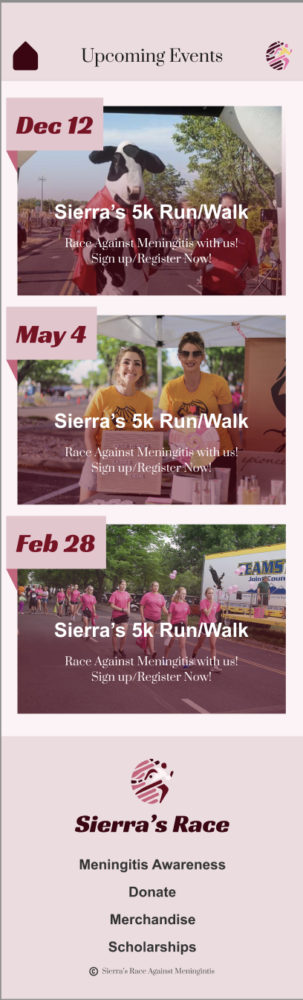 Upcoming Events
Dec 12
Sierra's 5k Run/Walk
Race Against Meningitis with us!
Sign up/Register Now!
May 4
Sierra's 5k Run/Walk
Race Against Meningitis with us!
Sign up/Register Now!
epionce
Feb 28
TEAMST
Joint Coun
Sierra's 5k Run/Walk
Race Against Meningitis with us!
Sign up/Register Now!
Sierra's Race
Meningitis Awareness
Donate
Merchandise
Scholarships
© Sierra's Race Against Meningintis